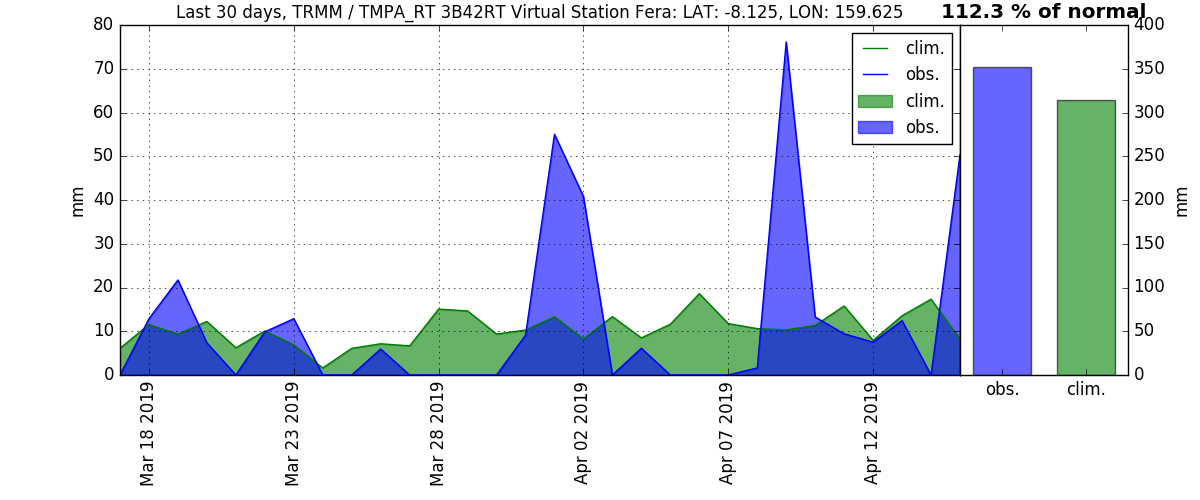 Last 30 days, TRMM / TMPA_RT 3B42RT Virtual Station Fera: LAT: -8.125, LON: 159.625
112.3 % of normal
80
70
60
50
40
30
20
10
0
mm
clim.
obs.
clim.
obs.
400
350
300
250
200
150
100
50
0
mm
Mar 18 2019
Mar 23 2019
Mar 28 2019
Apr 02 2019
Apr 07 2019
Apr 12 2019
obs.
clim.